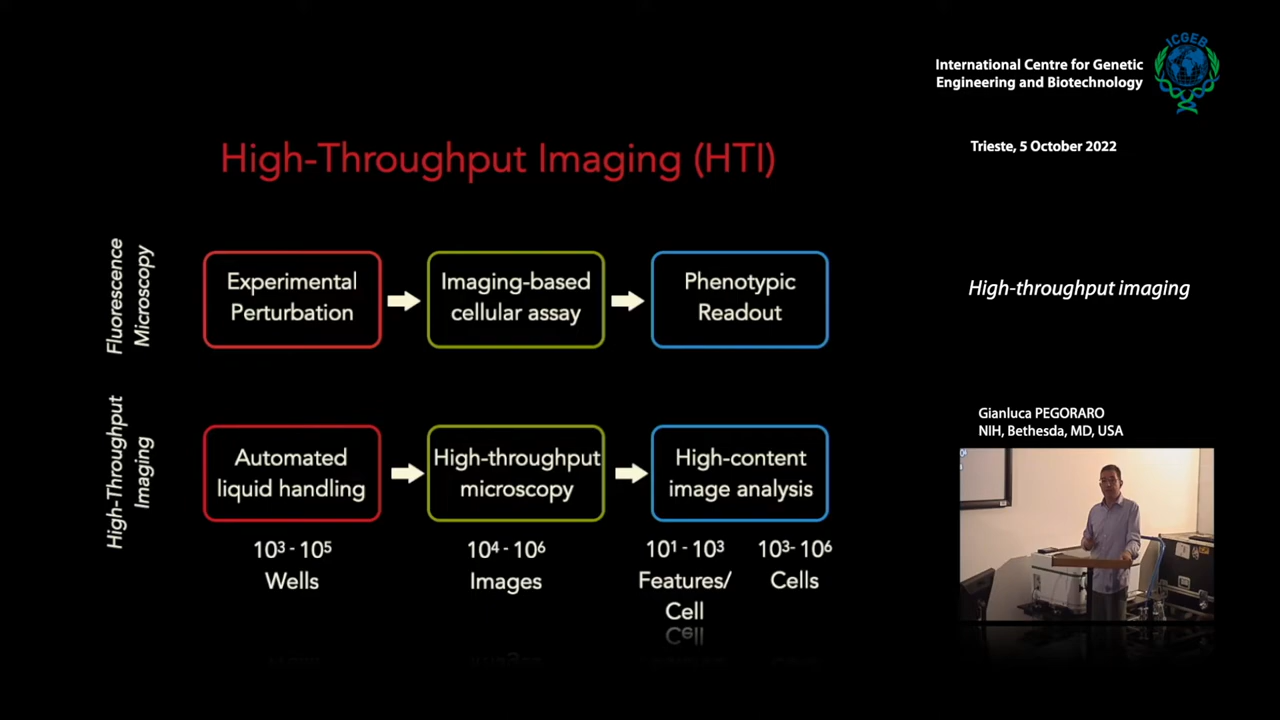 ICGEB
International Centre for Genetic
Engineering and Biotechnology
Trieste, 5 October 2022
High-Throughput Imaging (HTI)
Fluorescence
Microscopy
Experimental
Perturbation
Imaging-based
cellular assay
Phenotypic
Readout
High-throughput imaging
High-Throughput
Imaging
Automated
liquid handling
High-throughput
microscopy
High-content
image analysis
10³ - 10⁵
Wells
10⁴ - 10⁶
Images
10¹ - 10³
Features/
Cell
10³- 10⁶
Cells
Gianluca PEGORARO
NIH, Bethesda, MD, USA